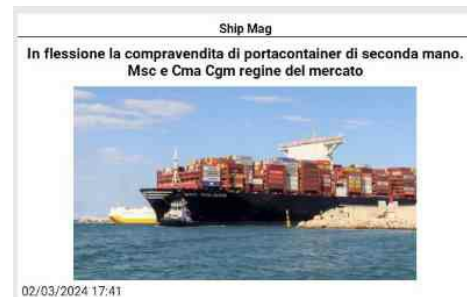 Ship Mag
In flessione la compravendita di portacontainer di seconda mano.
Msc e Cma Cgm regine del mercato
02/03/2024 17:41